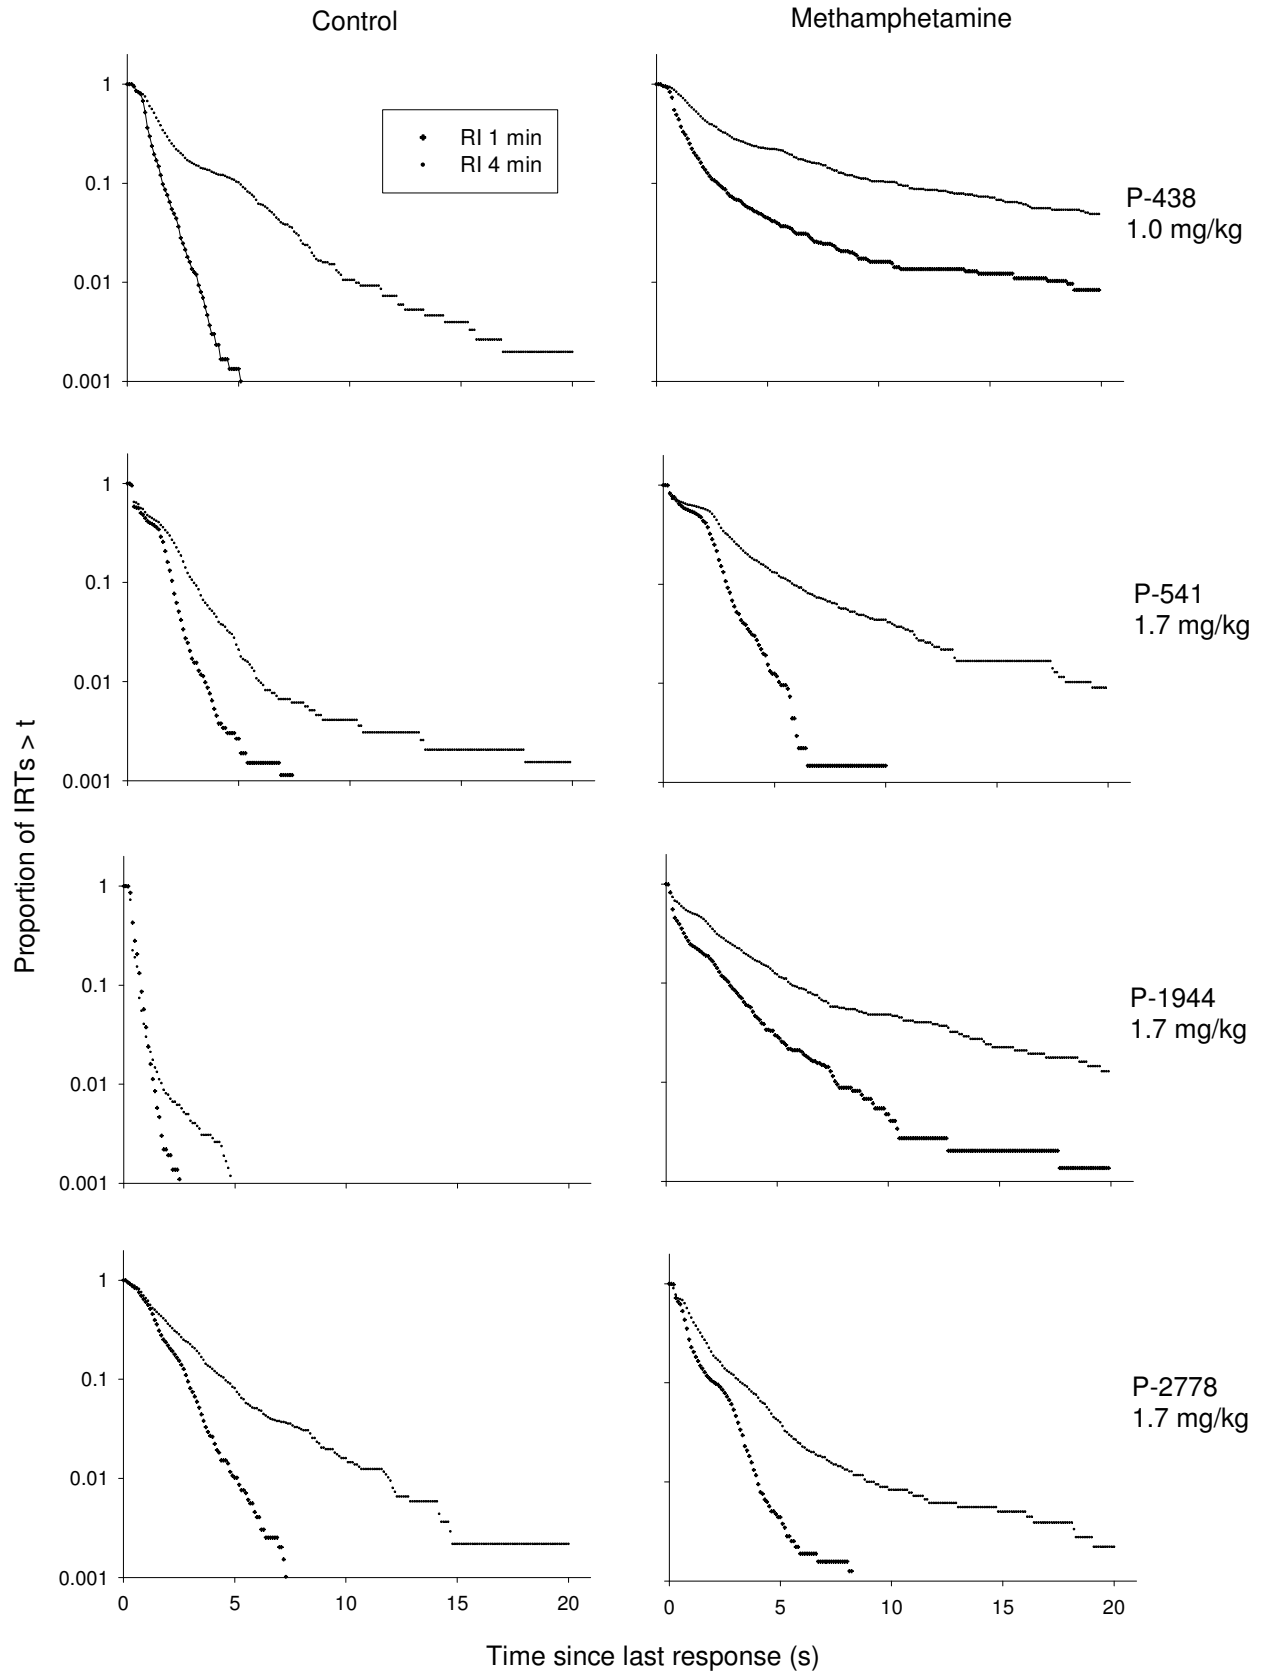 Control
Methamphetamine
1
0.1
0.01
0.001
RI 1 min
RI 4 min
P-438
1.0 mg/kg
1
0.1
0.01
0.001
P-541
1.7 mg/kg
Proportion of IRTs > t
1
0.1
0.01
0.001
P-1944
1.7 mg/kg
1
0.1
0.01
0.001
P-2778
1.7 mg/kg
0 5 10 15 20
0 5 10 15 20
Time since last response (s)